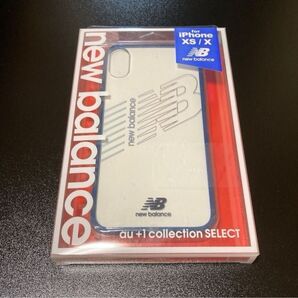 for
iPhone
XS / X
NB
new balance
new balance
new balance
NB
new balance
au +1 collection SELECT